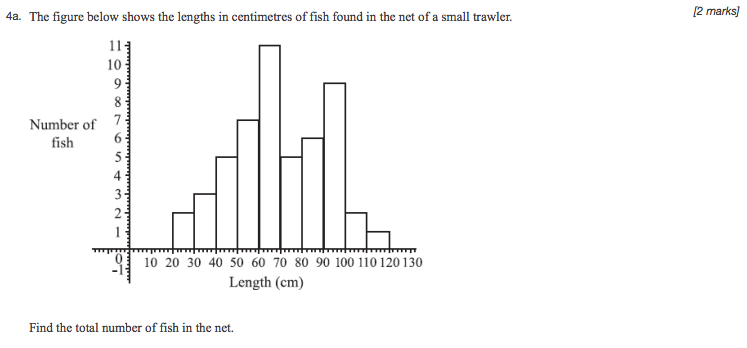 4a. The figure below shows the lengths in centimetres of fish found in the net of a small trawler.
[2 marks]
11
10
9
8
Number of 7
fish 6
5
4
3
2
1
0
-1
10 20 30 40 50 60 70 80 90 100 110 120 130
Length (cm)
Find the total number of fish in the net.